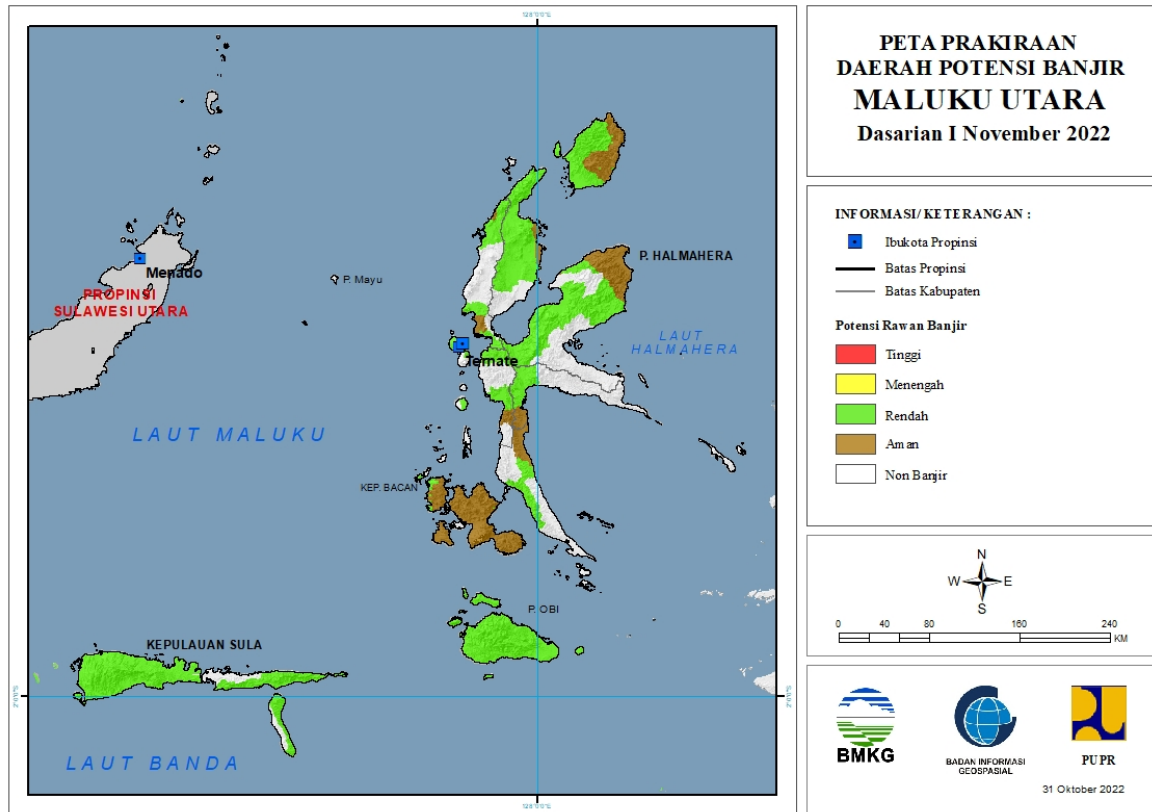 PETA PRAKIRAAN
DAERAH POTENSI BANJIR
MALUKU UTARA
Dasarian I November 2022
INFORMASI/ KETERANGAN :
Ibukota Propinsi
Batas Propinsi
Batas Kabupaten
Potensi Rawan Banjir
Tinggi
Menengah
Rendah
Aman
Non Banjir
N
W E
S
0 40 80 160 240
KM
BMKG
BADAN INFORMASI
GEOSPASIAL
PUPR
31 Oktober 2022
Menado
PROPINSI
SULAWESI UTARA
P. Mayu
P. HALMAHERA
LAUT
HALMAHERA
Ternate
LAUT MALUKU
KEP. BACAN
P. OBI
KEPULAUAN SULA
LAUT BANDA